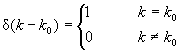 δ(k − k₀) = { 1 k = k₀
0 k ≠ k₀